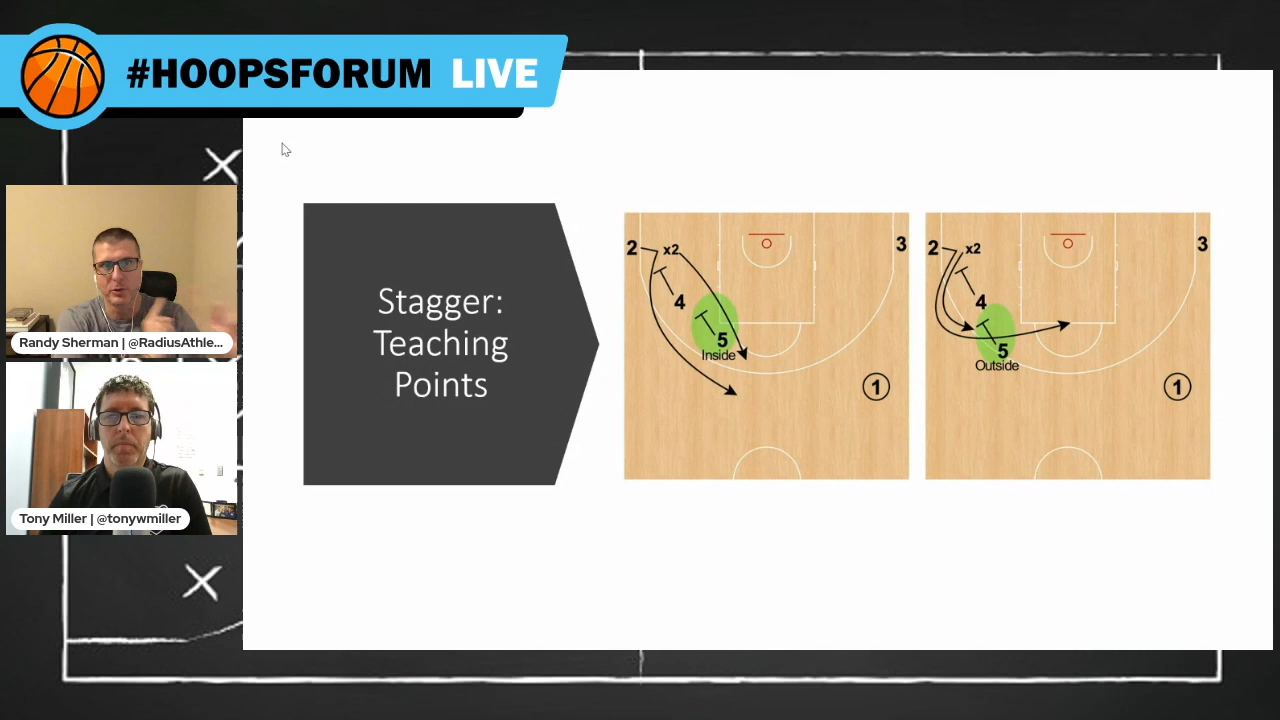 #HOOPSFORUM LIVE
Randy Sherman | @RadiusAthle...
Tony Miller | @tonywmiller
Stagger:
Teaching
Points
2 x2 3
4
5
Inside
1
2 x2 3
4
5
Outside
1